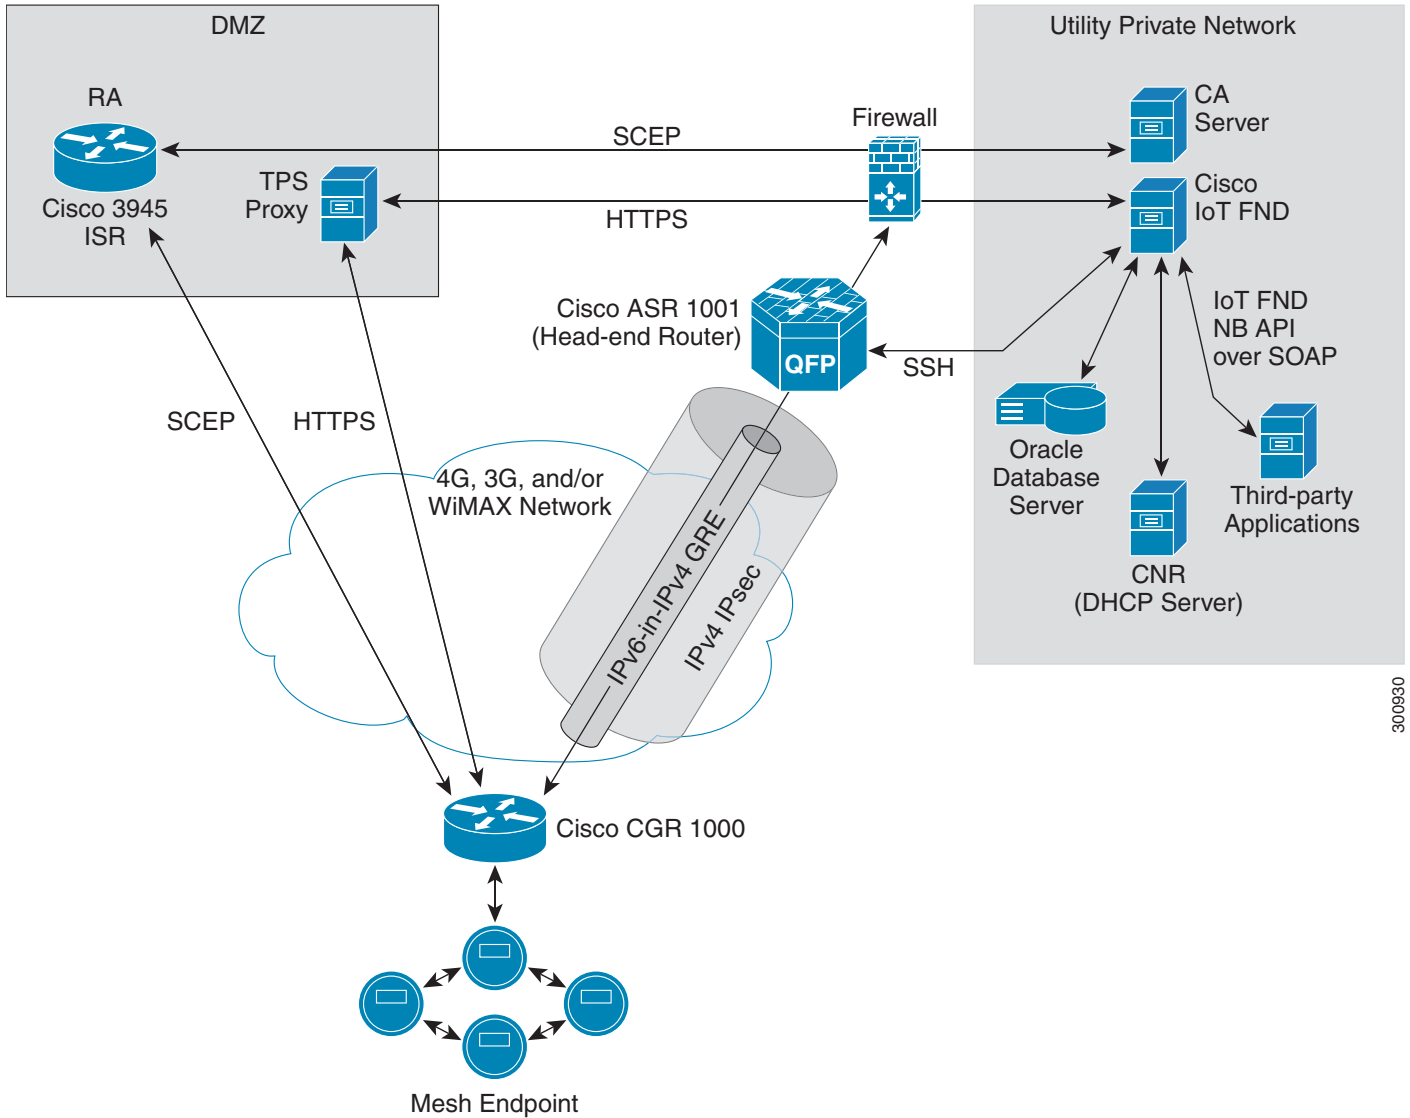 DMZ
Utility Private Network
RA
CA
Server
Firewall
SCEP
TPS
Proxy
Cisco
IoT FND
Cisco 3945
ISR
HTTPS
Cisco ASR 1001
(Head-end Router)
QFP
SSH
IoT FND
NB API
over SOAP
SCEP
HTTPS
4G, 3G, and/or
WiMAX Network
Oracle
Database
Server
Third-party
Applications
IPv6-in-IPv4 GRE
IPv4 IPsec
CNR
(DHCP Server)
300930
Cisco CGR 1000
Mesh Endpoint